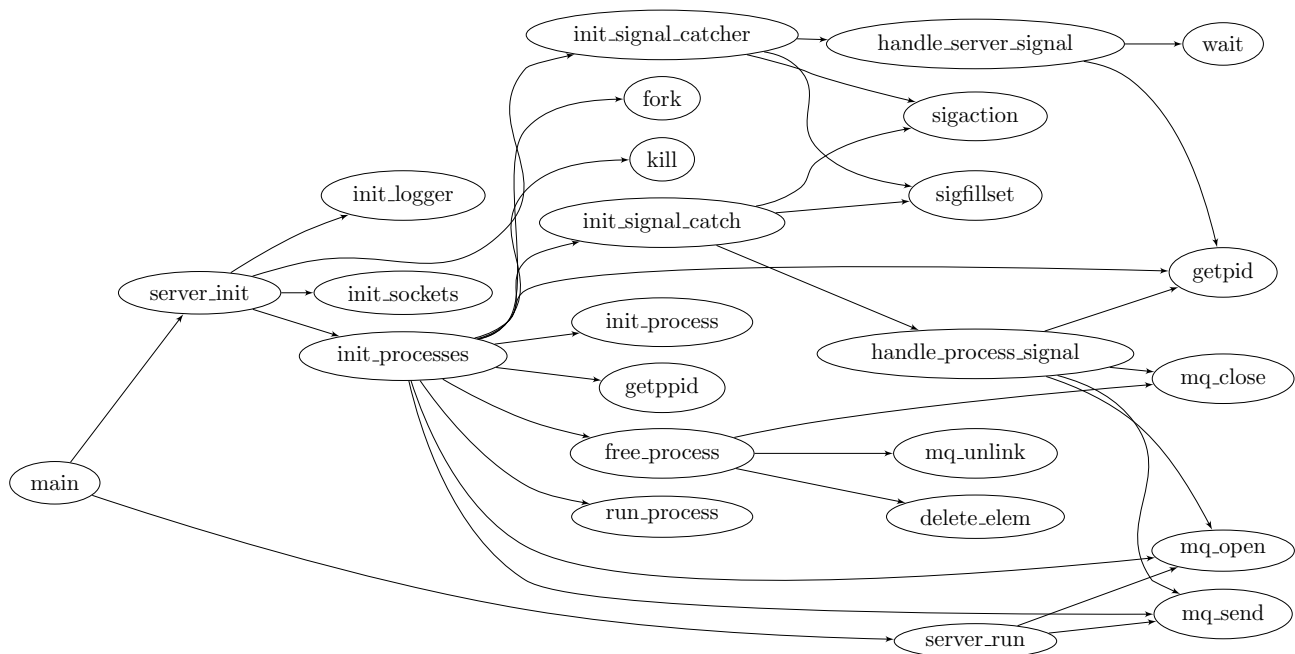 init_signal_catcher
handle_server_signal
wait
fork
sigaction
kill
init_logger
sigfillset
init_signal_catch
getpid
server_init
init_sockets
init_process
init_processes
handle_process_signal
getppid
mq_close
free_process
mq_unlink
main
run_process
delete_elem
mq_open
mq_send
server_run